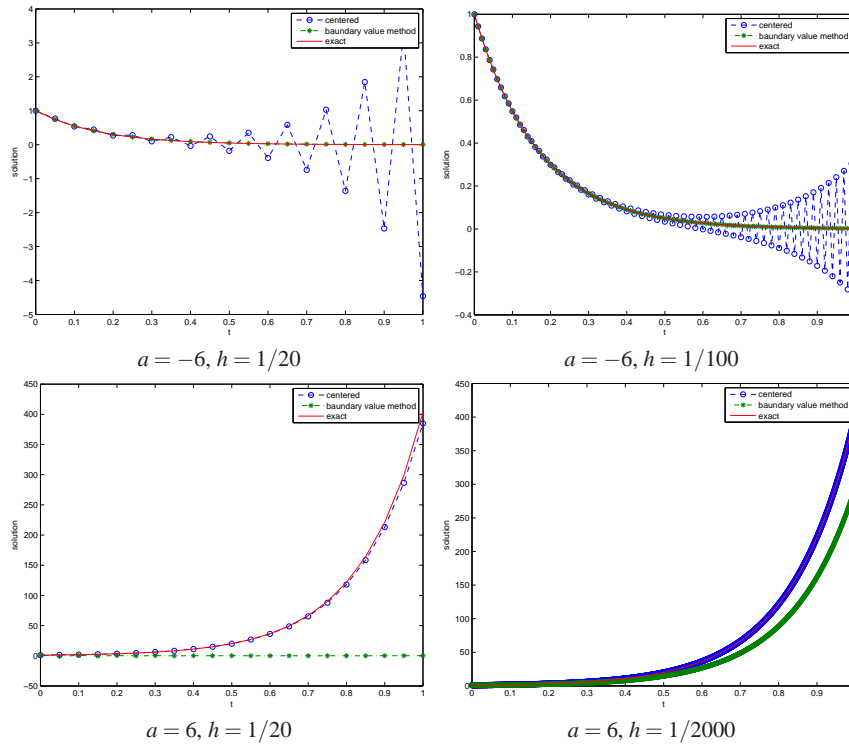 4
3
2
1
0
−1
−2
−3
−4
−5
solution
0 0.1 0.2 0.3 0.4 0.5 0.6 0.7 0.8 0.9 1
t
centered
baundary value method
exact
a = −6, h = 1/20
1
0.8
0.6
0.4
0.2
0
−0.2
−0.4
solution
0 0.1 0.2 0.3 0.4 0.5 0.6 0.7 0.8 0.9
t
centered
baundary value method
exact
a = −6, h = 1/100
450
400
350
300
250
200
150
100
50
0
−50
solution
0 0.1 0.2 0.3 0.4 0.5 0.6 0.7 0.8 0.9 1
t
centered
baundary value method
exact
a = 6, h = 1/20
450
400
350
300
250
200
150
100
50
0
solution
0 0.1 0.2 0.3 0.4 0.5 0.6 0.7 0.8 0.9
t
centered
baundary value method
exact
a = 6, h = 1/2000